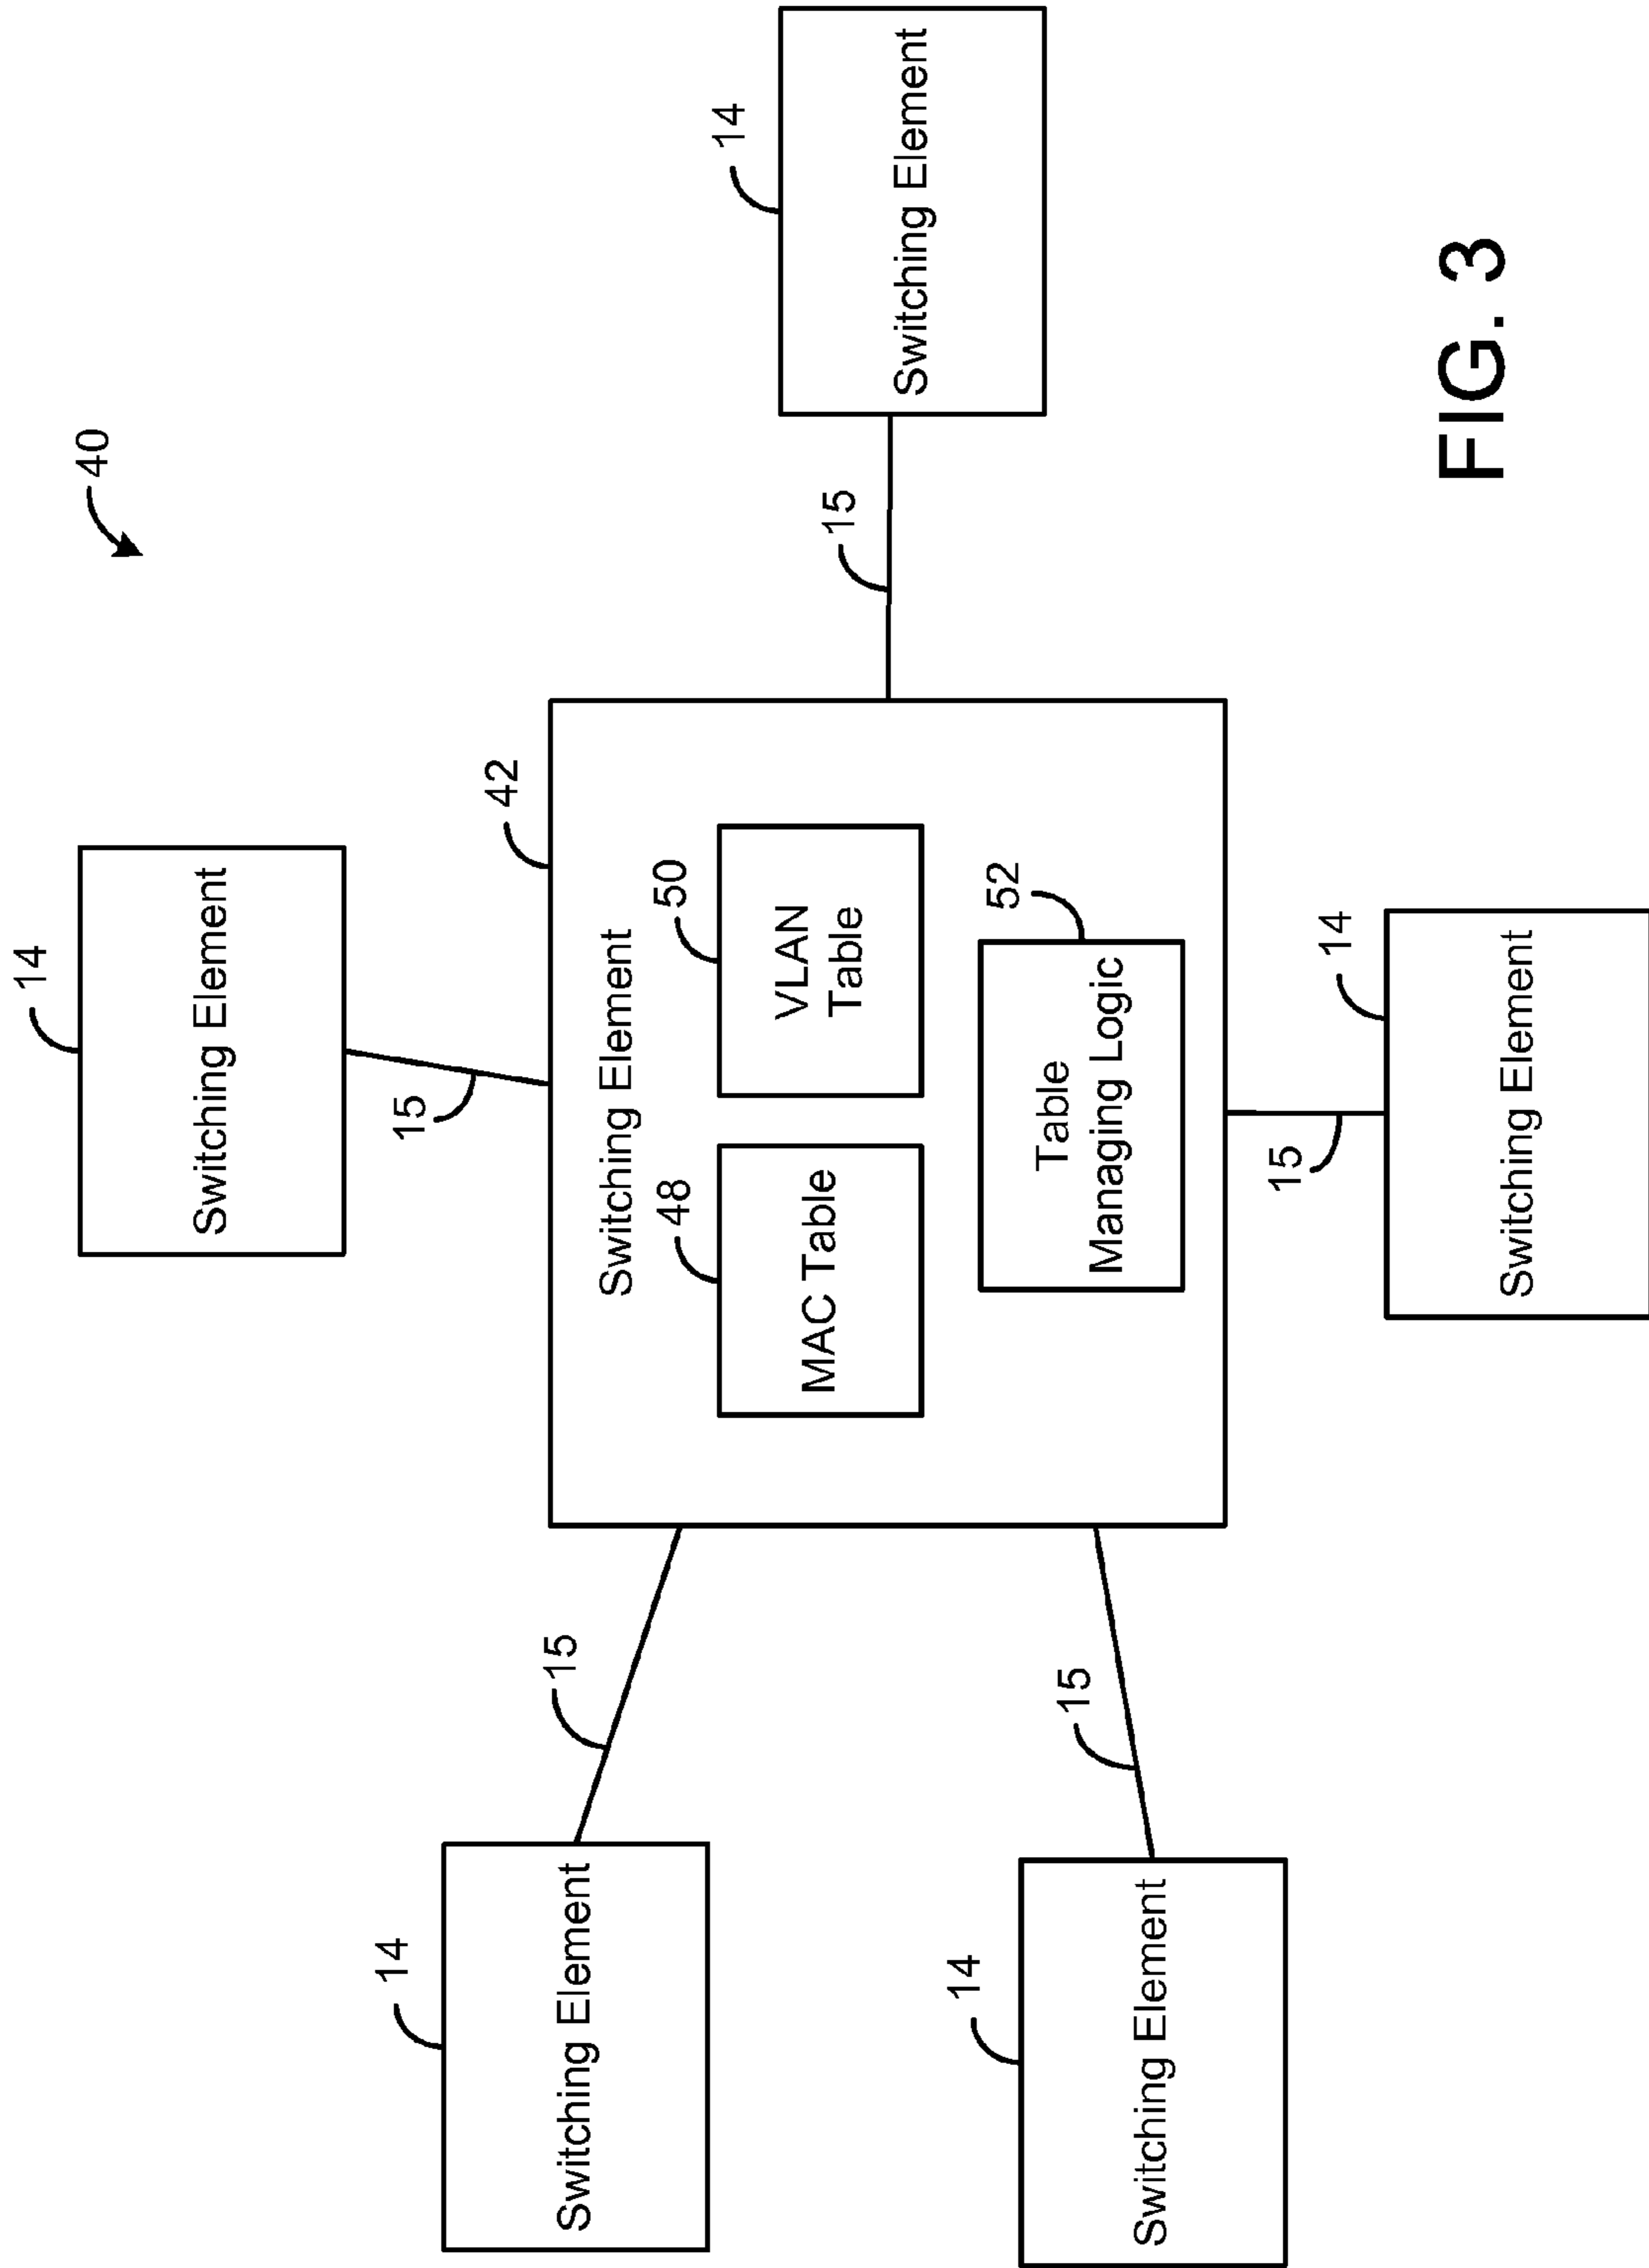 14
40
Switching Element
14
15
42
15
Switching Element
Switching Element
48
50
14
VLAN
Table
MAC Table
15
Switching Element
14
52
Table
Managing Logic
15
Switching Element
15
14
FIG. 3
Switching Element